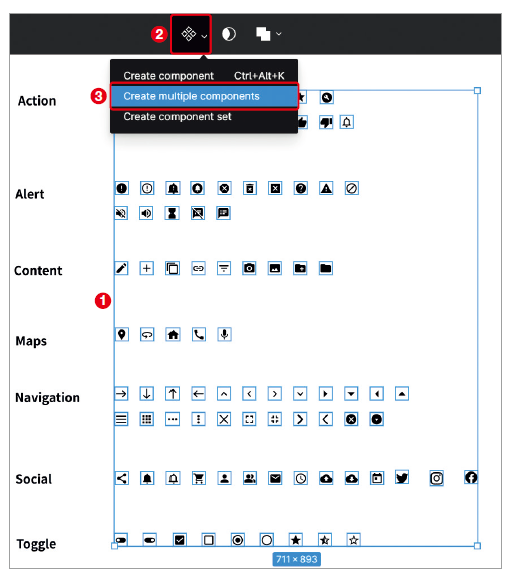 2
Create component Ctrl+Alt+K
3 Create multiple components
Create component set
Action
Alert
Content
1
Maps
Navigation
Social
Toggle
711 × 893